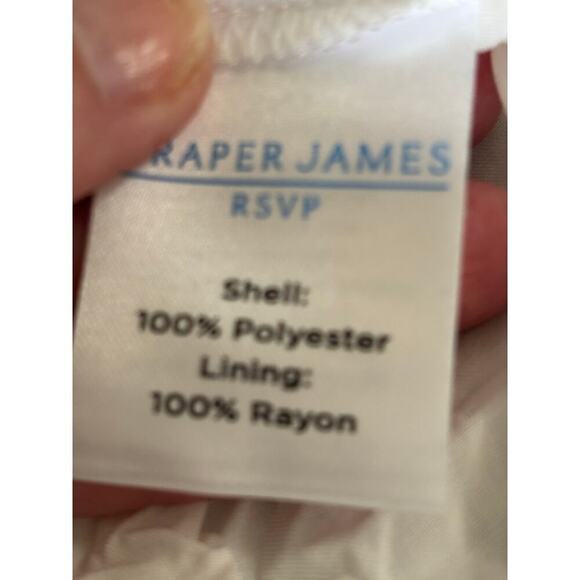 RAPER JAMES
RSVP
Shell:
100% Polyester
Lining:
100% Rayon